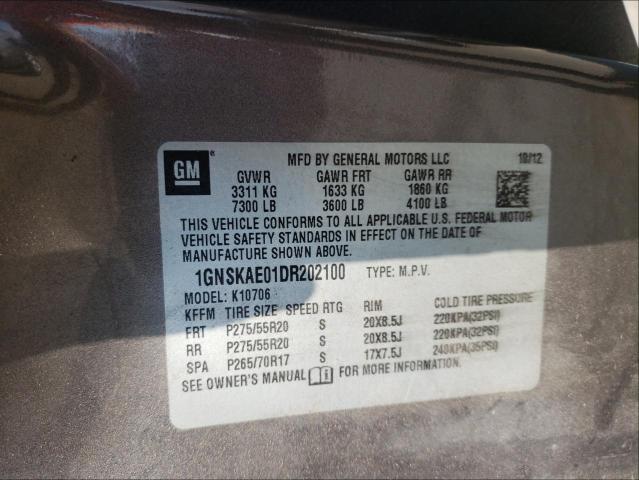 GM
MFD BY GENERAL MOTORS LLC 10/12
GVWR GAWR FRT GAWR RR
3311 KG 1633 KG 1860 KG
7300 LB 3600 LB 4100 LB
THIS VEHICLE CONFORMS TO ALL APPLICABLE U.S. FEDERAL MOTOR
VEHICLE SAFETY STANDARDS IN EFFECT ON THE DATE OF
MANUFACTURE SHOWN ABOVE.
1GNSKAE01DR202100 TYPE: M.P.V.
MODEL: K10706
KFFM TIRE SIZE SPEED RTG RIM COLD TIRE PRESSURE
FRT P275/55R20 S 20X8.5J 220KPA(32PSI)
RR P275/55R20 S 20X8.5J 220KPA(32PSI)
SPA P265/70R17 S 17X7.5J 240KPA(35PSI)
SEE OWNER'S MANUAL FOR MORE INFORMATION.